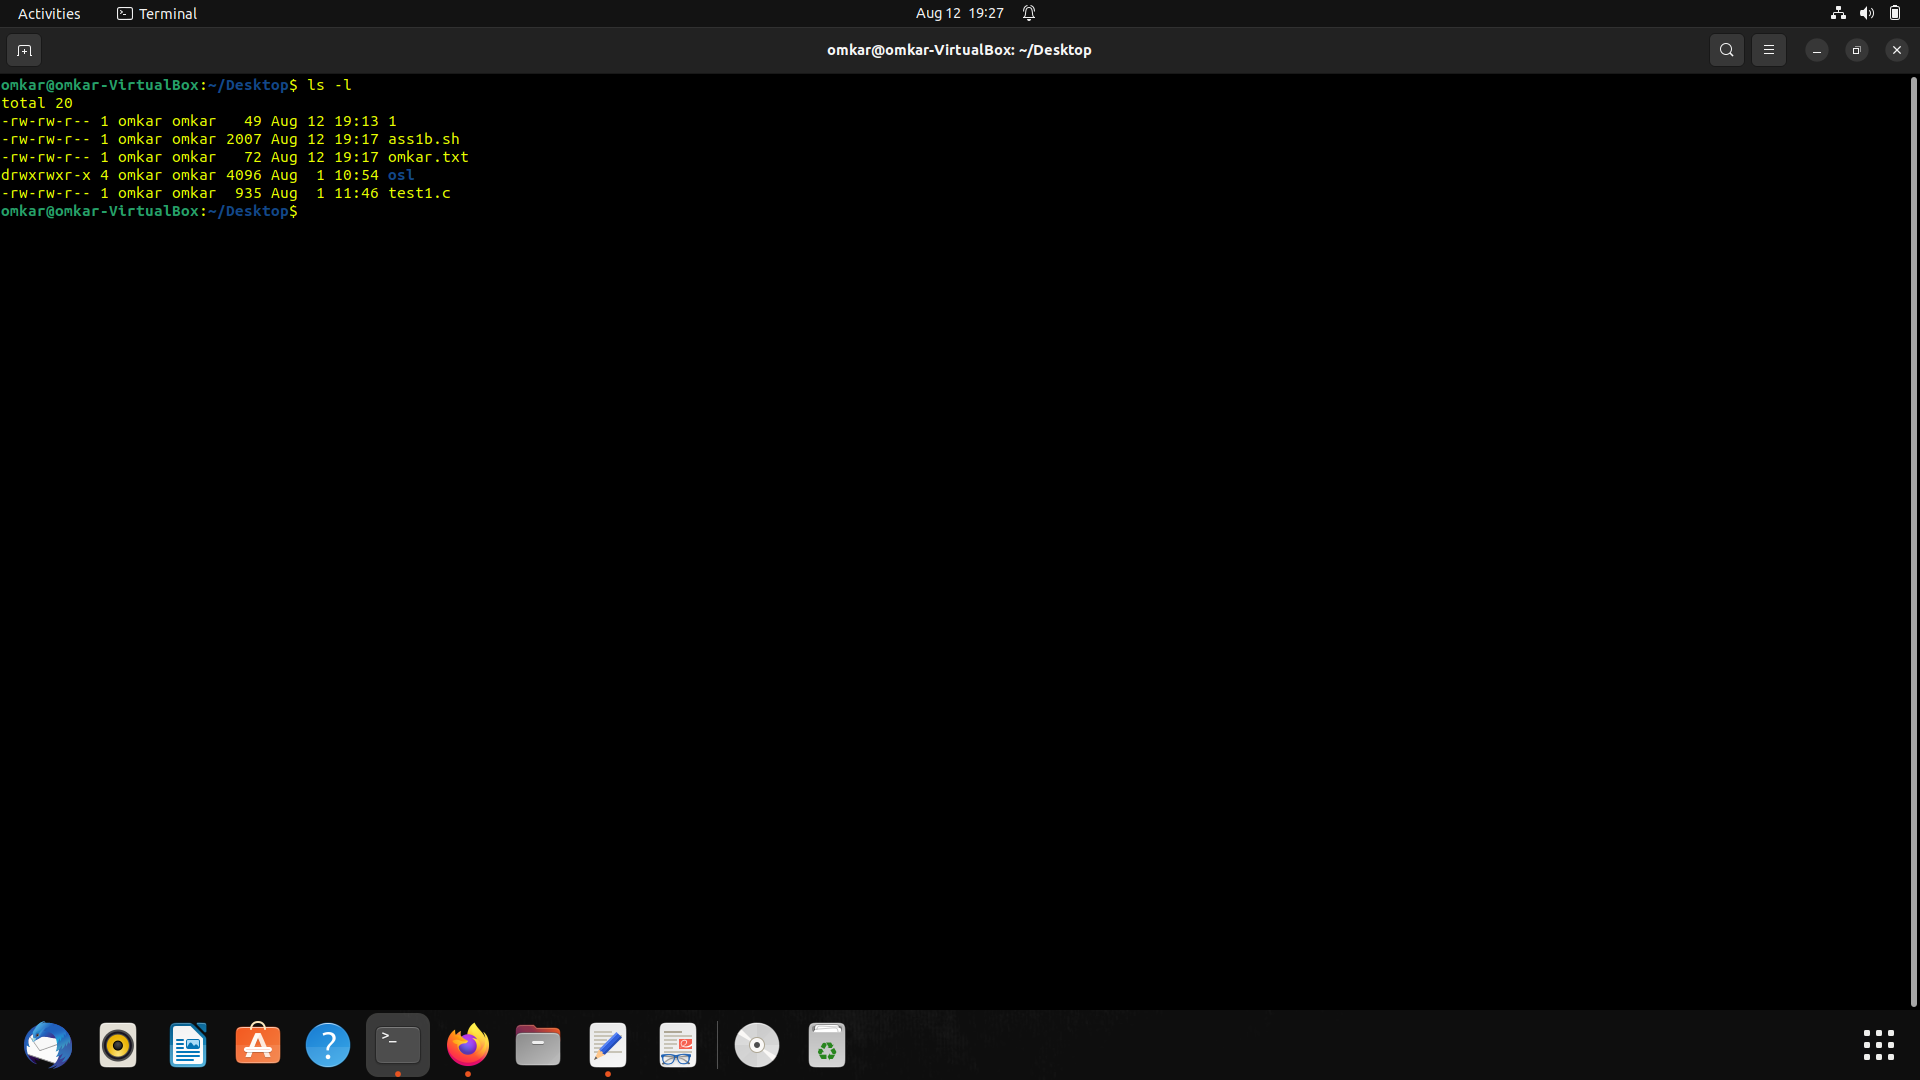 Activities Terminal Aug 12 19:27
omkar@omkar-VirtualBox: ~/Desktop
omkar@omkar-VirtualBox:~/Desktop$ ls -l
total 20
-rw-rw-r-- 1 omkar omkar   49 Aug 12 19:13 1
-rw-rw-r-- 1 omkar omkar 2007 Aug 12 19:17 ass1b.sh
-rw-rw-r-- 1 omkar omkar   72 Aug 12 19:17 omkar.txt
drwxrwxr-x 4 omkar omkar 4096 Aug  1 10:54 osl
-rw-rw-r-- 1 omkar omkar  935 Aug  1 11:46 test1.c
omkar@omkar-VirtualBox:~/Desktop$